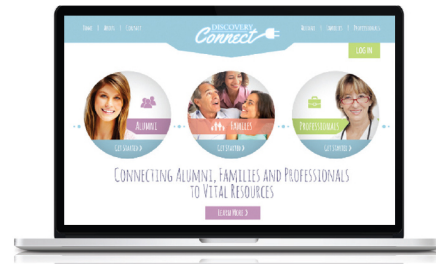 HOME | ABOUT | CONTACT
DISCOVERY
Connect
ALUMNI | FAMILIES | PROFESSIONALS
LOG IN
ALUMNI
FAMILIES
PROFESSIONALS
GET STARTED >
GET STARTED >
GET STARTED >
CONNECTING ALUMNI, FAMILIES AND PROFESSIONALS
TO VITAL RESOURCES
LEARN MORE >